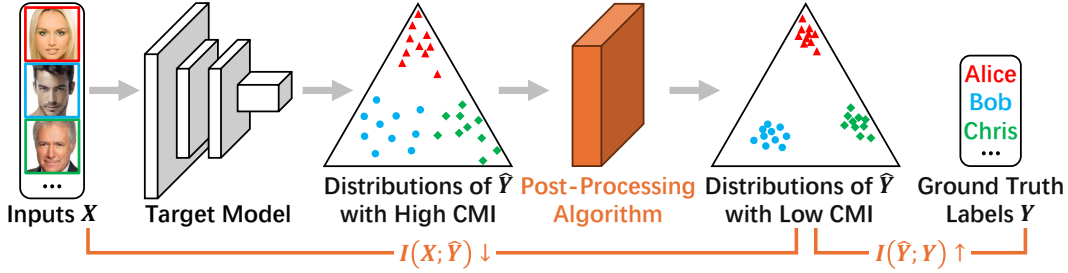 Alice
Bob
Chris
...
...
Inputs X
Target Model
Distributions of Ŷ
with High CMI
Post-Processing
Algorithm
Distributions of Ŷ
with Low CMI
Ground Truth
Labels Y
I(X; Ŷ) ↓
I(Ŷ; Y) ↑